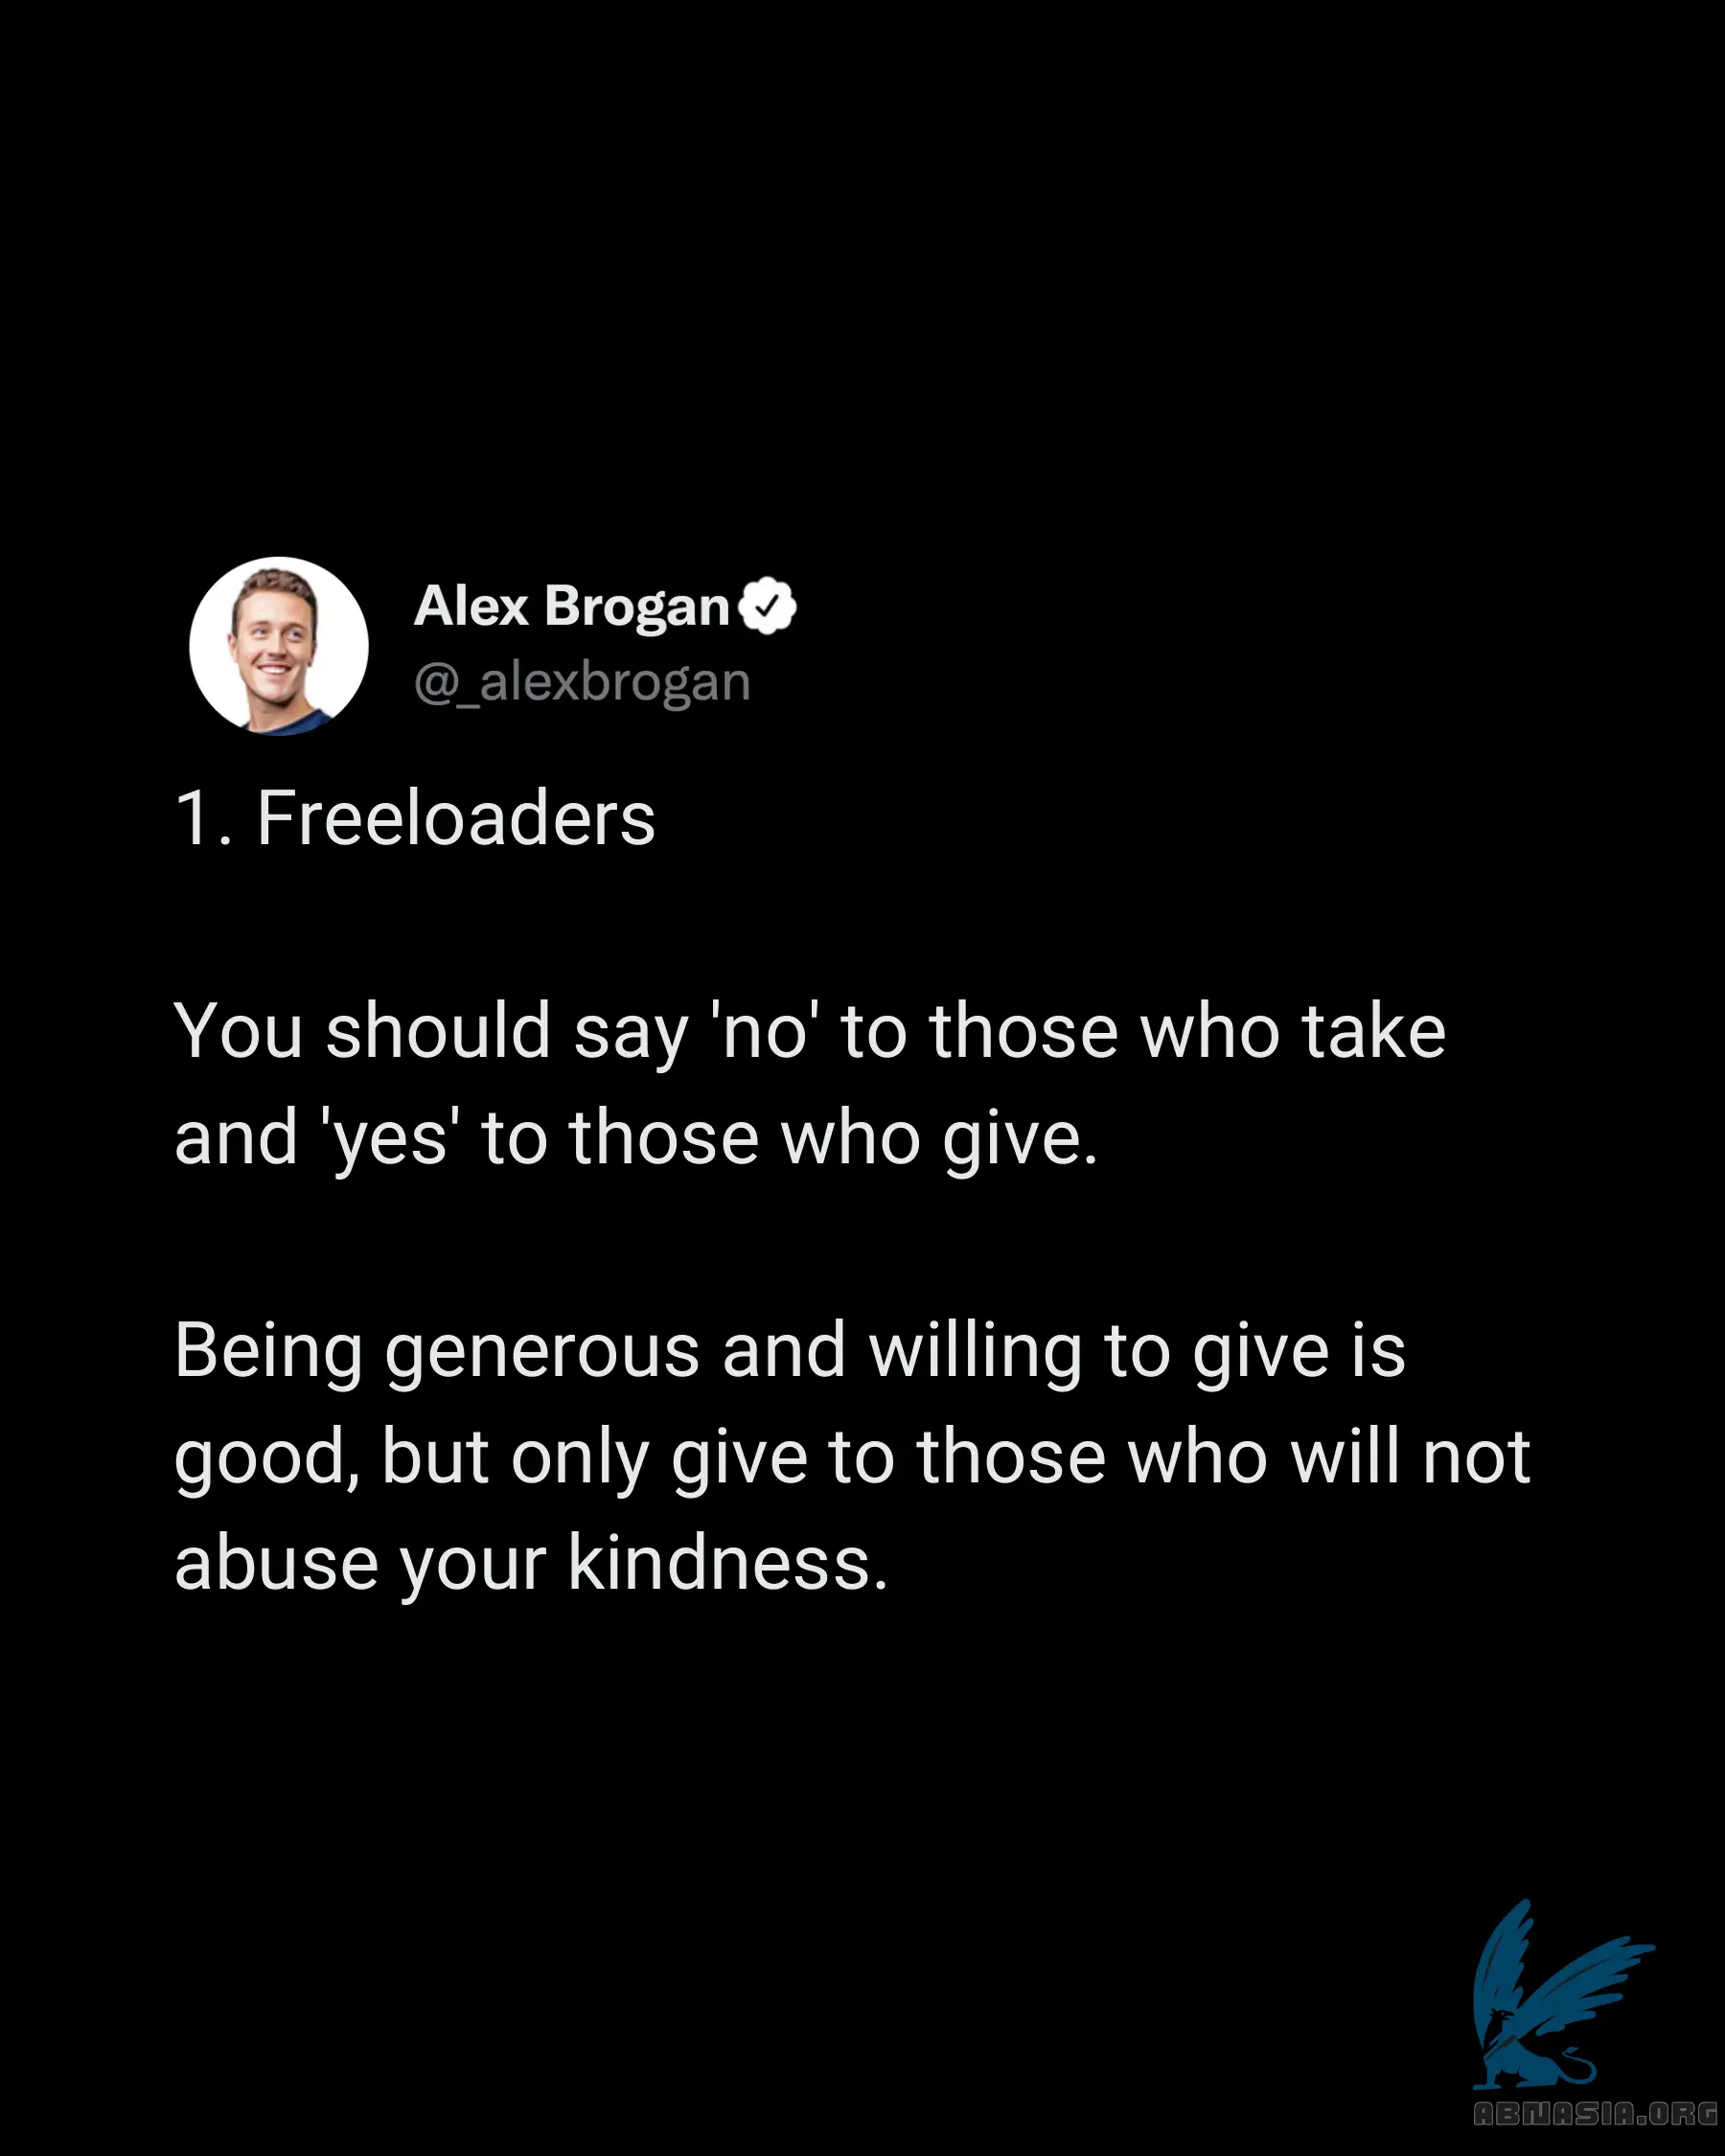 Alex Brogan
@_alexbrogan
1. Freeloaders
You should say 'no' to those who take
and 'yes' to those who give.
Being generous and willing to give is
good, but only give to those who will not
abuse your kindness.
ABNASIA.ORG